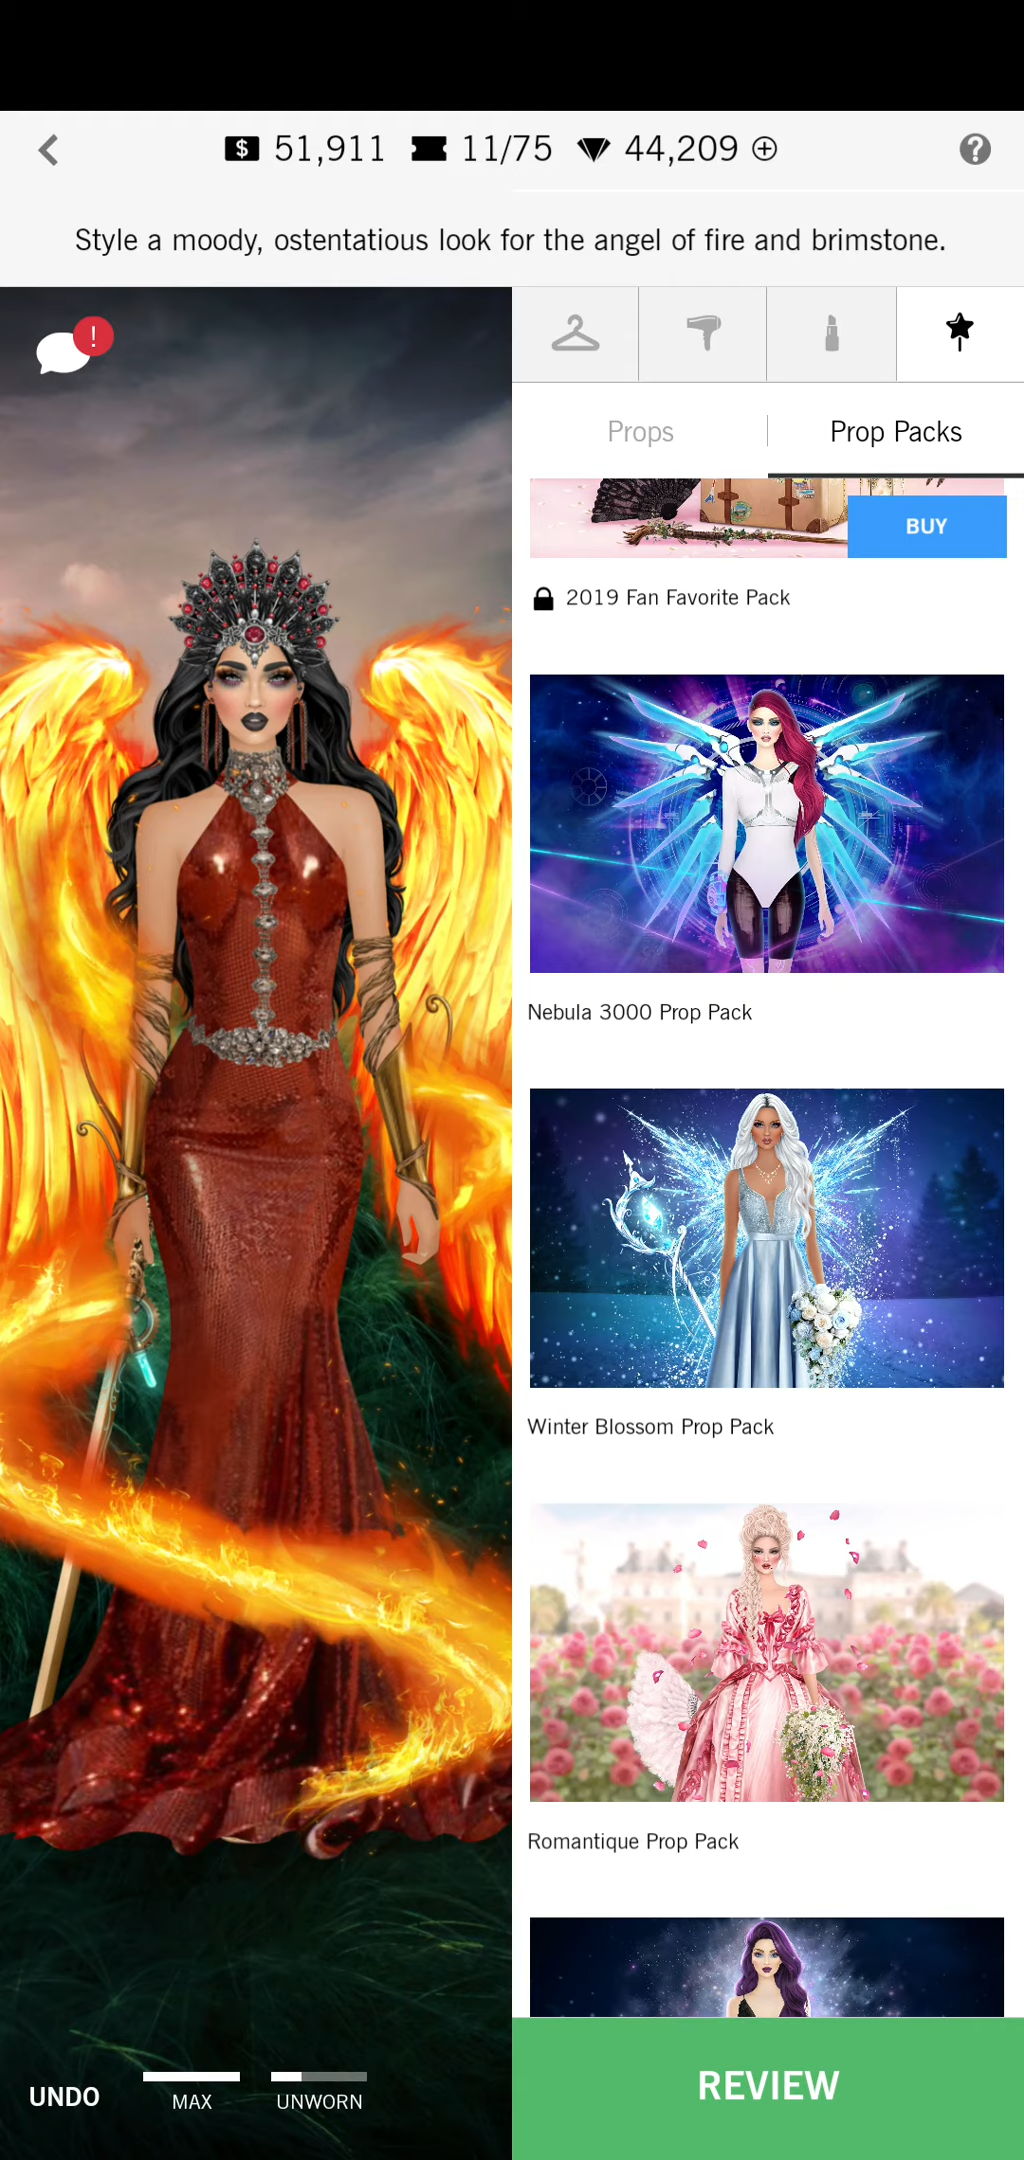 51,911 11/75 44,209
Style a moody, ostentatious look for the angel of fire and brimstone.
Props Prop Packs
BUY
2019 Fan Favorite Pack
Nebula 3000 Prop Pack
Winter Blossom Prop Pack
Romantique Prop Pack
UNDO MAX UNWORN
REVIEW